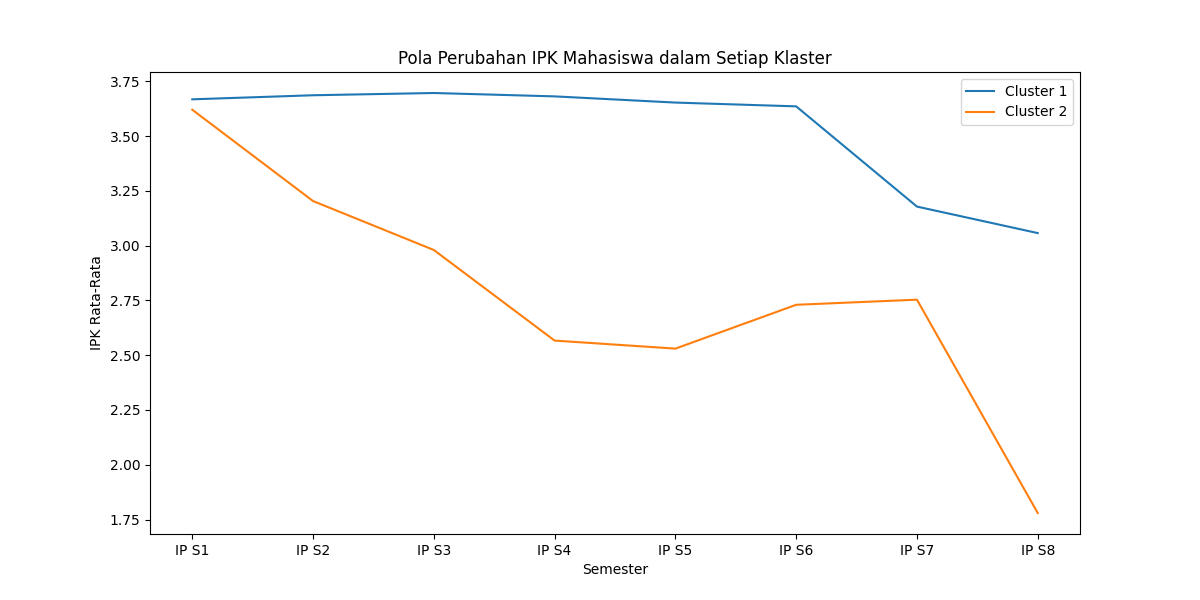 Pola Perubahan IPK Mahasiswa dalam Setiap Klaster
Cluster 1
Cluster 2
IPK Rata-Rata
3.75
3.50
3.25
3.00
2.75
2.50
2.25
2.00
1.75
IP S1 IP S2 IP S3 IP S4 IP S5 IP S6 IP S7 IP S8
Semester